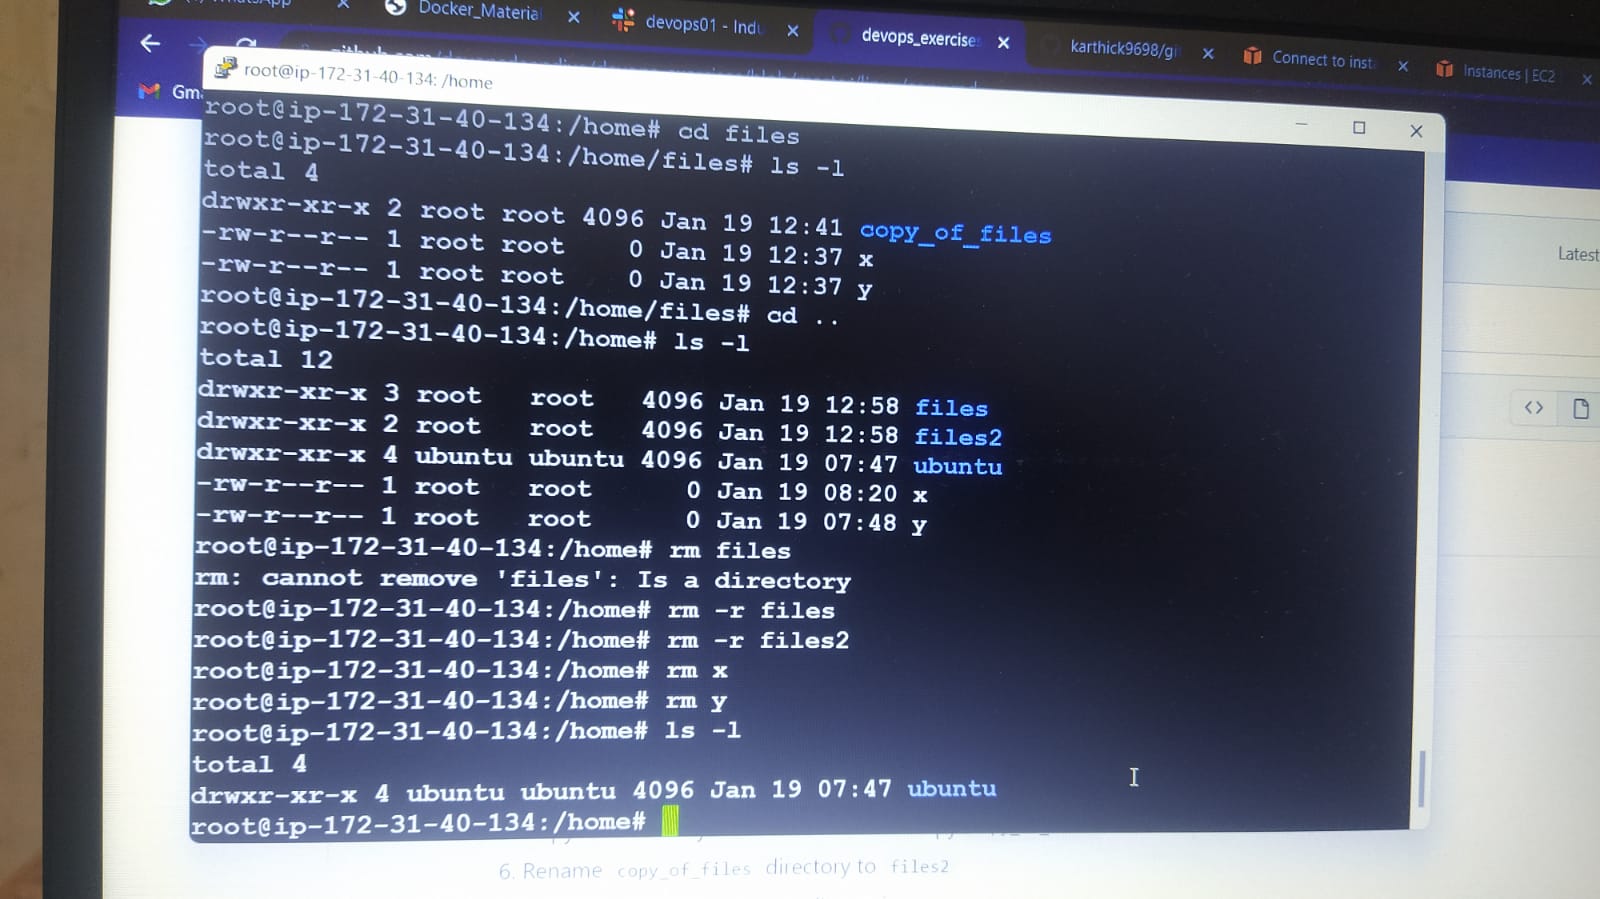 WhatsApp
Docker_Material
devops01 - Indu
devops_exercises
karthick9698/gi
Connect to insta
Instances | EC2
Gm
root@ip-172-31-40-134: /home
root@ip-172-31-40-134:/home# cd files
root@ip-172-31-40-134:/home/files# ls -l
total 4
drwxr-xr-x 2 root root 4096 Jan 19 12:41 copy_of_files
-rw-r--r-- 1 root root    0 Jan 19 12:37 x
-rw-r--r-- 1 root root    0 Jan 19 12:37 y
root@ip-172-31-40-134:/home/files# cd ..
root@ip-172-31-40-134:/home# ls -l
total 12
drwxr-xr-x 3 root   root   4096 Jan 19 12:58 files
drwxr-xr-x 2 root   root   4096 Jan 19 12:58 files2
drwxr-xr-x 4 ubuntu ubuntu 4096 Jan 19 07:47 ubuntu
-rw-r--r-- 1 root   root      0 Jan 19 08:20 x
-rw-r--r-- 1 root   root      0 Jan 19 07:48 y
root@ip-172-31-40-134:/home# rm files
rm: cannot remove 'files': Is a directory
root@ip-172-31-40-134:/home# rm -r files
root@ip-172-31-40-134:/home# rm -r files2
root@ip-172-31-40-134:/home# rm x
root@ip-172-31-40-134:/home# rm y
root@ip-172-31-40-134:/home# ls -l
total 4
drwxr-xr-x 4 ubuntu ubuntu 4096 Jan 19 07:47 ubuntu
root@ip-172-31-40-134:/home#
Latest
6. Rename copy_of_files directory to files2